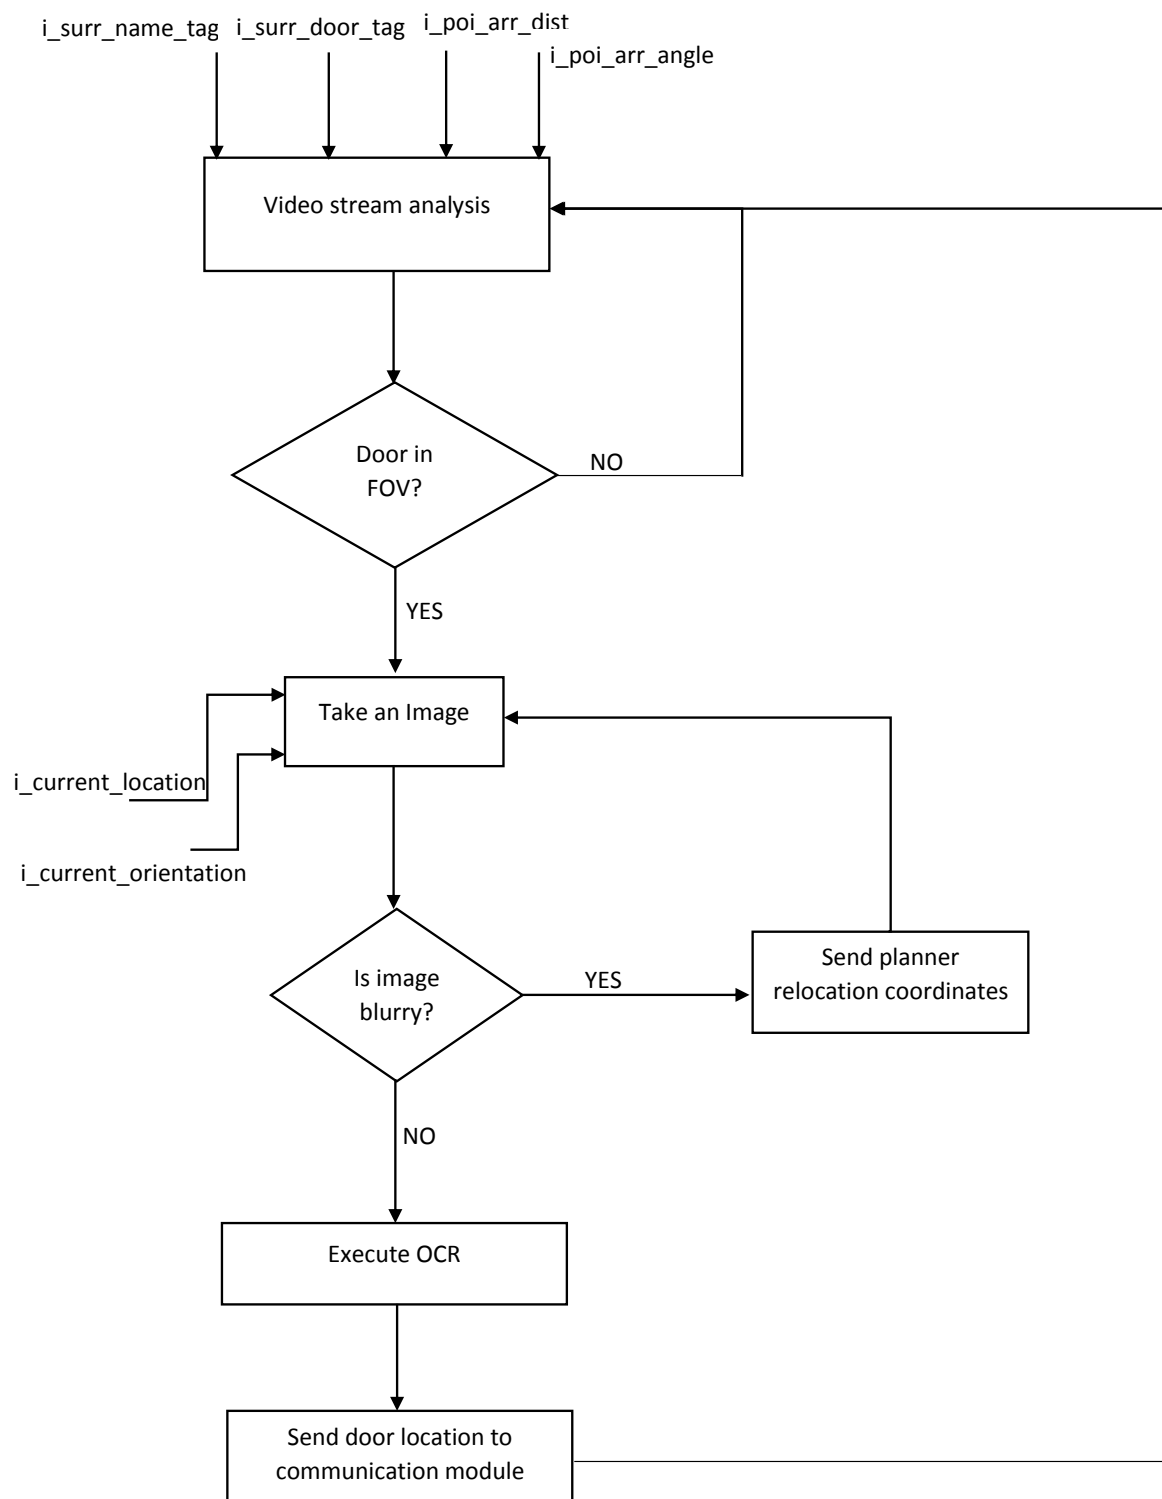 i_surr_name_tag
i_surr_door_tag
i_poi_arr_dist
i_poi_arr_angle
Video stream analysis
Door in
FOV?
NO
YES
Take an Image
i_current_location
i_current_orientation
Is image
blurry?
YES
Send planner
relocation coordinates
NO
Execute OCR
Send door location to
communication module